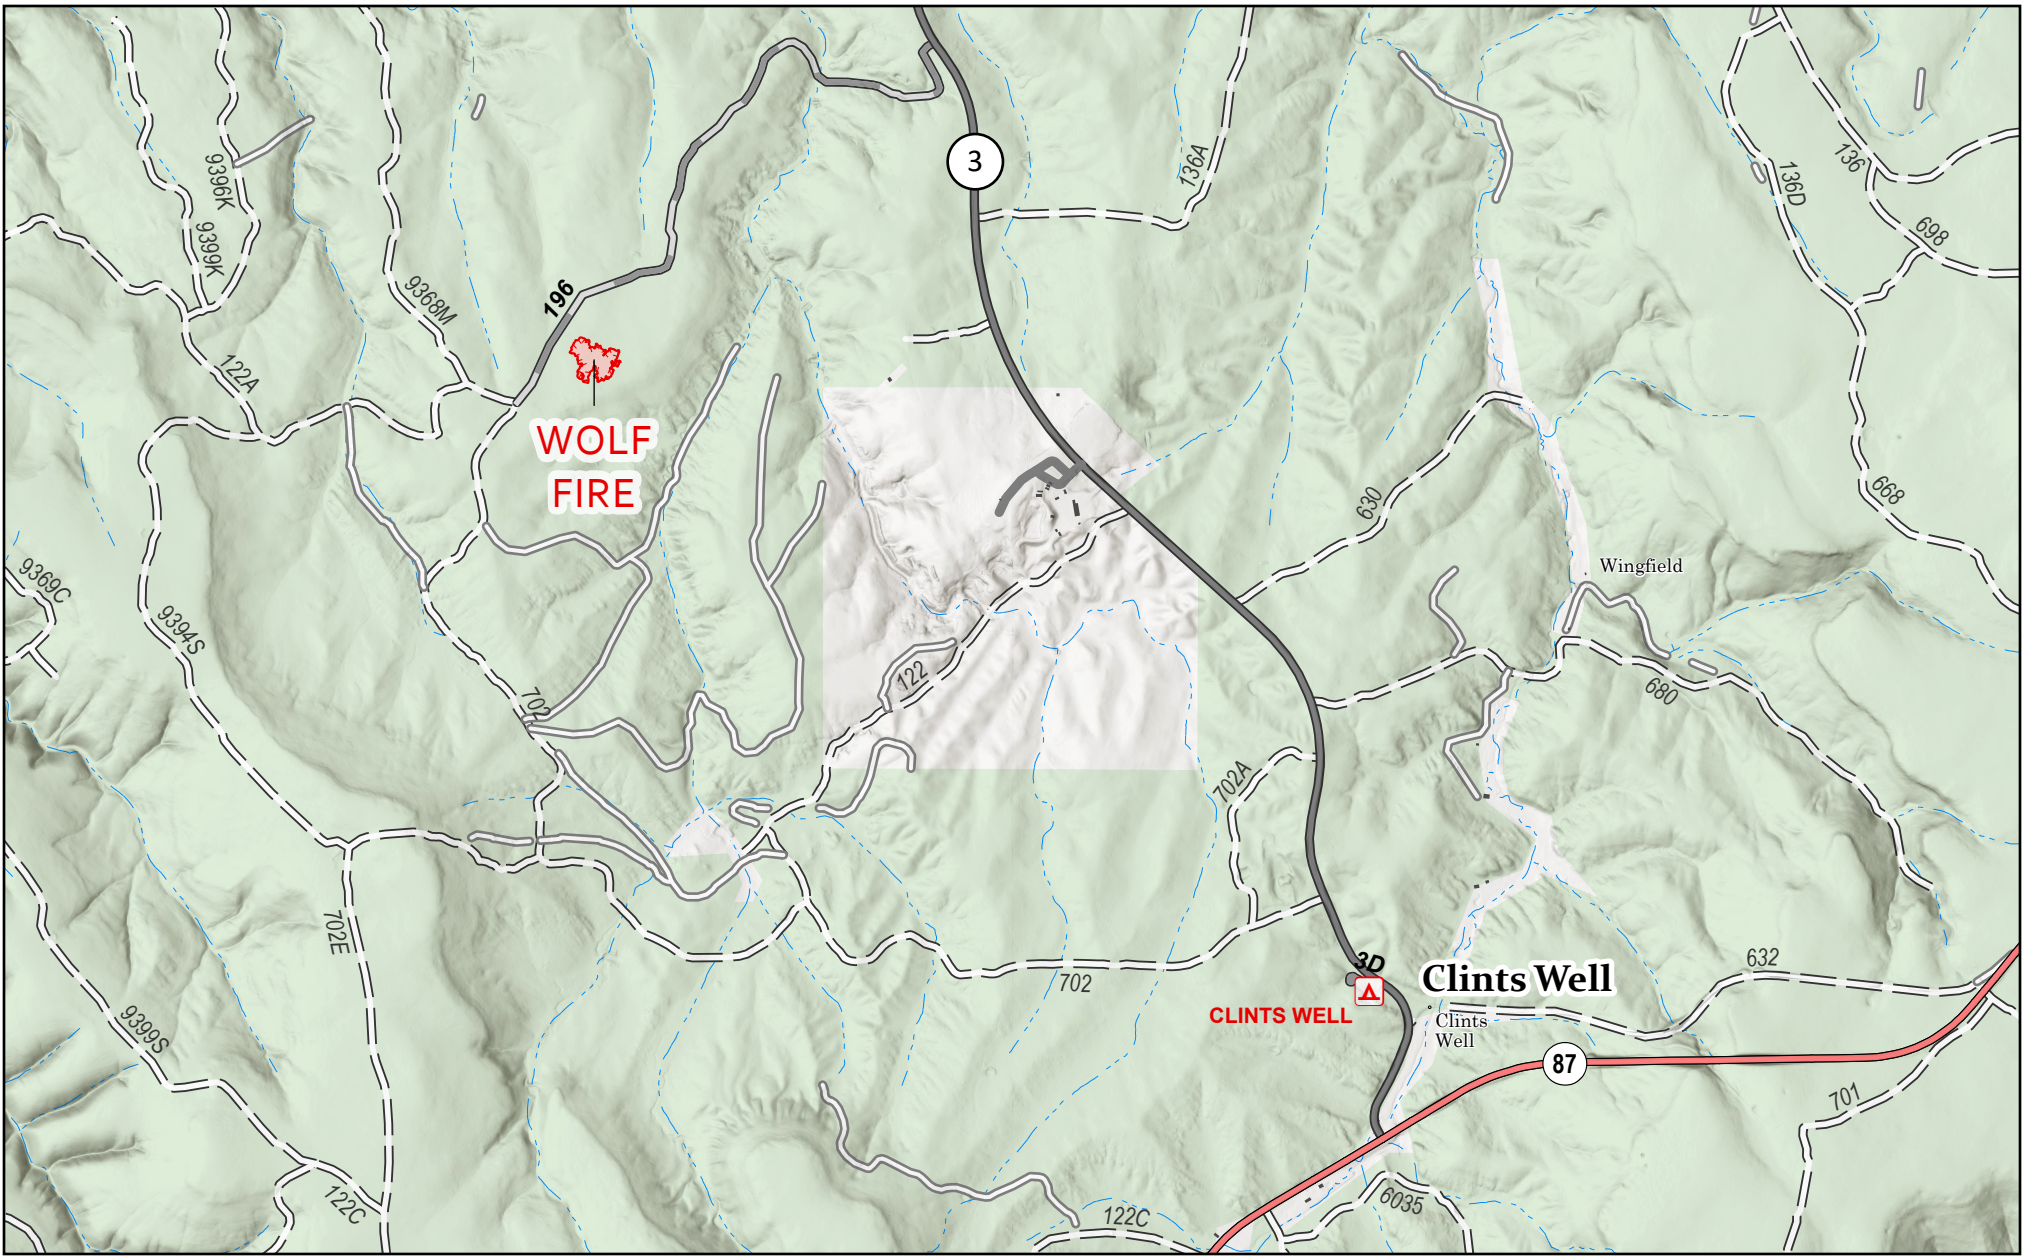 3
136A
136
136D
698
9396K
9399K
9368M
196
122A
WOLF
FIRE
630
668
Wingfield
9369C
9394S
122
702
680
702A
702E
3D
Clints Well
632
702
CLINTS WELL
Clints
Well
9399S
87
701
122C
6035
122C